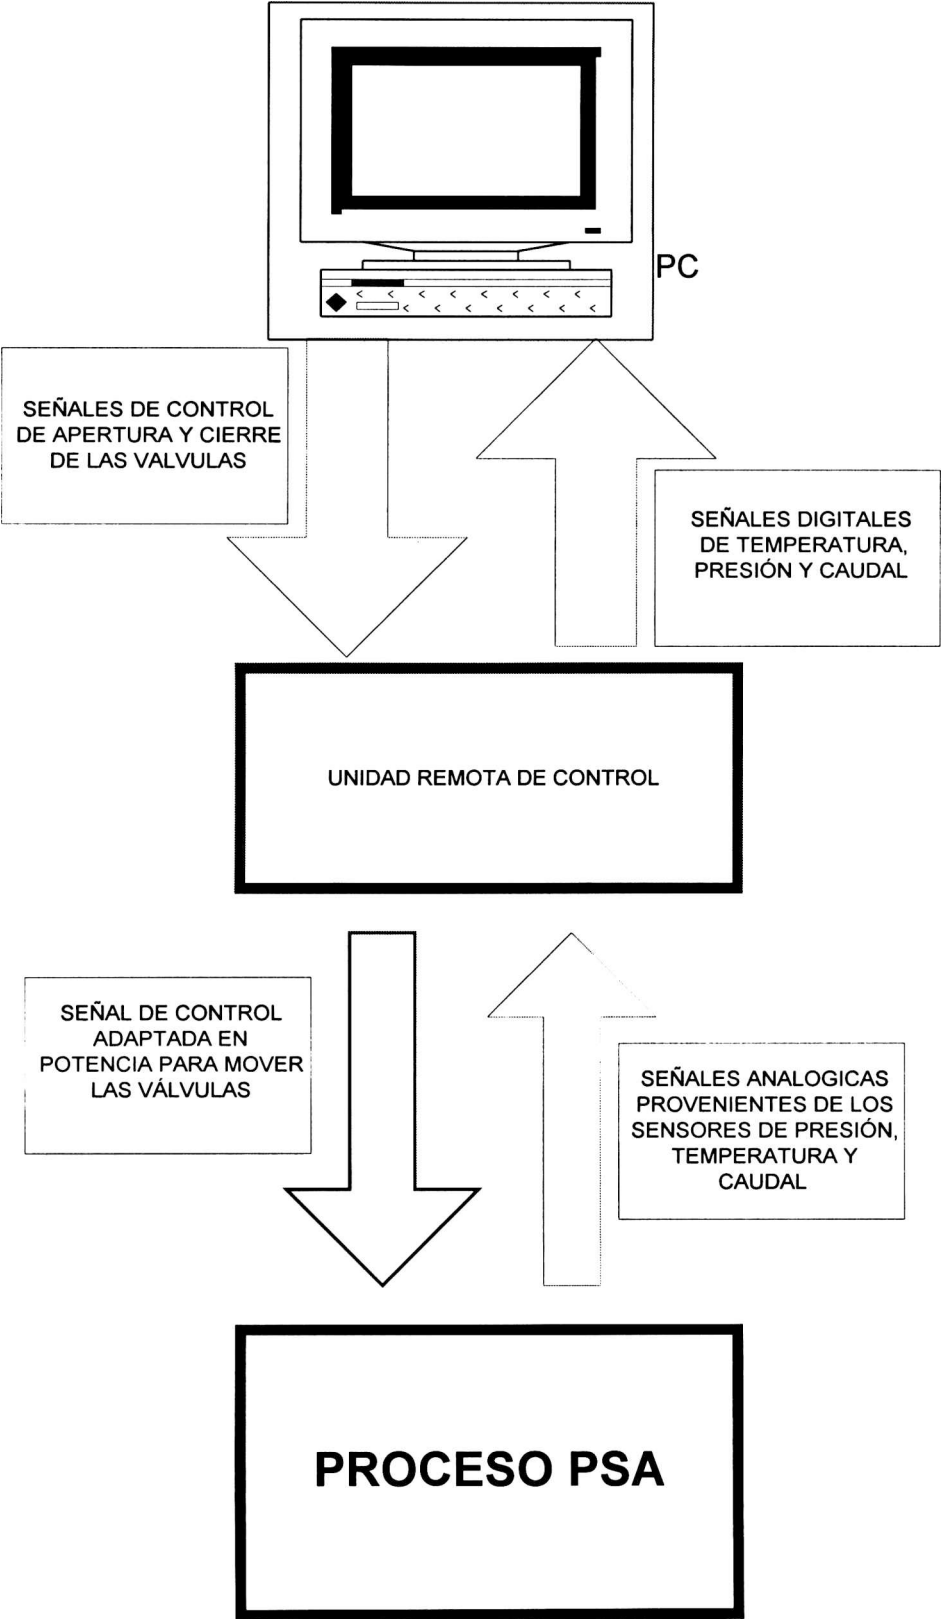 PC
SEÑALES DE CONTROL
DE APERTURA Y CIERRE
DE LAS VALVULAS
SEÑALES DIGITALES
DE TEMPERATURA,
PRESIÓN Y CAUDAL
UNIDAD REMOTA DE CONTROL
SEÑAL DE CONTROL
ADAPTADA EN
POTENCIA PARA MOVER
LAS VÁLVULAS
SEÑALES ANALOGICAS
PROVENIENTES DE LOS
SENSORES DE PRESIÓN,
TEMPERATURA Y
CAUDAL
PROCESO PSA